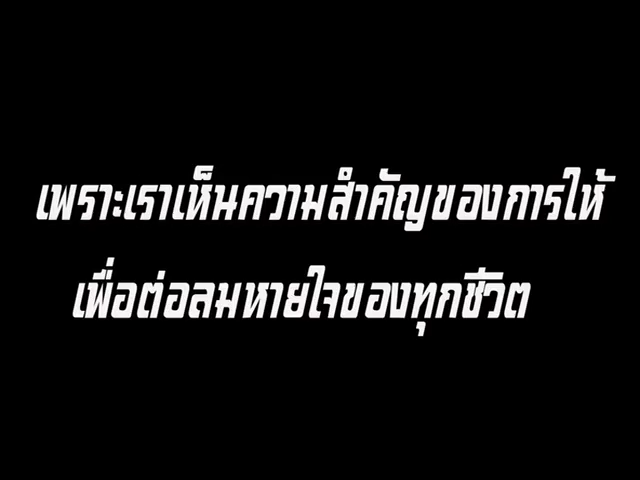 เพราะเราเห็นความสำคัญของการให้
เพื่อต่อลมหายใจของทุกชีวิต